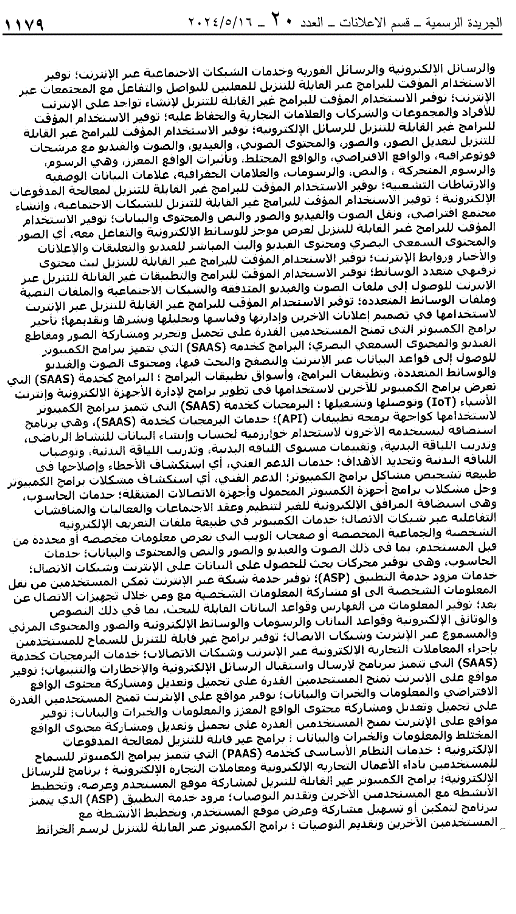 الجريدة الرسمية – قسم الاعلانات – العدد ٢٠ – ٢٠٢٤/٥/١٦ ١١٧٩
والرسائل الالكترونية والرسائل الفورية وخدمات الشبكات الاجتماعية عبر الإنترنت؛ توفير
الاستخدام المؤقت للبرامج غير القابلة للتنزيل للمعلنين للتواصل والتفاعل مع المجتمعات عبر
الإنترنت؛ توفير الاستخدام المؤقت للبرامج غير القابلة للتنزيل لإنشاء تواجد على الإنترنت
للأفراد والمجموعات والشركات والعلامات التجارية والحفاظ عليه؛ توفير الاستخدام المؤقت
للبرامج غير القابلة للتنزيل للرسائل الإلكترونية؛ توفير الاستخدام المؤقت للبرامج غير القابلة
للتنزيل لتعديل الصور، والصور، والمحتوى الصوتي، والفيديو، والصوت والفيديو مع مرشحات
فوتوغرافية، والواقع الافتراضي، والواقع المختلط، وتأثيرات الواقع المعزز، وهي الرسوم،
والرسوم المتحركة ، والنص، والرسومات، والعلامات الجغرافية، علامات البيانات الوصفية
والارتباطات التشعبية؛ توفير الاستخدام المؤقت للبرامج غير القابلة للتنزيل لمعالجة المدفوعات
الإلكترونية ؛ توفير الاستخدام المؤقت للبرامج غير القابلة للتنزيل للشبكات الاجتماعية، وإنشاء
مجتمع افتراضي، ونقل الصوت والفيديو والصور والنص والمحتوى والبيانات؛ توفير الاستخدام
المؤقت للبرامج غير القابلة للتنزيل لعرض موجز للوسائط الالكترونية والتفاعل معه، أي الصور
والمحتوى السمعي البصري ومحتوى الفيديو والبث المباشر للفيديو والتعليقات والاعلانات
والأخبار وروابط الإنترنت؛ توفير الاستخدام المؤقت للبرامج غير القابلة للتنزيل لبث محتوى
ترفيهي متعدد الوسائط؛ توفير الاستخدام المؤقت للبرامج والتطبيقات غير القابلة للتنزيل عبر
الانترنت للوصول إلى ملفات الصوت والفيديو المتدفقة والشبكات الاجتماعية والملفات النصية
وملفات الوسائط المتعددة؛ توفير الاستخدام المؤقت للبرامج غير القابلة للتنزيل عبر الإنترنت
لاستخدامها في تصميم اعلانات الاخرين وإدارتها وقياسها وتحليلها ونشرها وتقديمها؛ تأجير
برامج الكمبيوتر التي تمنح المستخدمين القدرة على تحميل وتحرير ومشاركة الصور ومقاطع
الفيديو والمحتوى السمعي البصري؛ البرامج كخدمة (SAAS) التي تتميز ببرامج الكمبيوتر
للوصول إلى قواعد البيانات عبر الإنترنت والتصفح والبحث فيها، ومحتوى الصوت والفيديو
والوسائط المتعددة، وتطبيقات البرامج، وأسواق تطبيقات البرامج ؛ البرامج كخدمة (SAAS) التي
تعرض برامج الكمبيوتر للآخرين لاستخدامها في تطوير برامج لإدارة الأجهزة الالكترونية وإنترنت
الأشياء (IoT) وتوصيلها وتشغيلها ؛ البرمجيات كخدمة (SAAS) التي تتميز ببرامج الكمبيوتر
لاستخدامها كواجهة برمجة تطبيقات (API)؛ خدمات البرمجيات كخدمة (SAAS)، وهي برنامج
استضافة ليستخدمه الآخرون لاستخدام خوارزمية لحساب وإنشاء البيانات للنشاط الرياضي،
وتدريب اللياقة البدنية، وتقييمات مستوى اللياقة البدنية، وتدريب اللياقة البدنية، وتوصيات
اللياقة البدنية وتحديد الاهداف؛ خدمات الدعم الفني، أي استكشاف الأخطاء وإصلاحها في
طبيعة تشخيص مشاكل برامج الكمبيوتر؛ الدعم الفني، أي استكشاف مشكلات برامج الكمبيوتر
وحل مشكلات برامج أجهزة الكمبيوتر المحمول وأجهزة الاتصالات المتنقلة؛ خدمات الحاسوب،
وهي استضافة المرافق الالكترونية للغير لتنظيم وعقد الاجتماعات والفعاليات والمناقشات
التفاعلية عبر شبكات الاتصال؛ خدمات الكمبيوتر في طبيعة ملفات التعريف الإلكترونية
الشخصية والجماعية المخصصة أو صفحات الويب التي تعرض معلومات مخصصة أو محددة من
قبل المستخدم، بما في ذلك الصوت والفيديو والصور والنص والمحتوى والبيانات؛ خدمات
الحاسوب، وهي توفير محركات بحث للحصول على البيانات على الإنترنت وشبكات الاتصال؛
خدمات مزود خدمة التطبيق (ASP)؛ توفير خدمة شبكة عبر الإنترنت تمكن المستخدمين من نقل
المعلومات الشخصية الى او مشاركة المعلومات الشخصية مع ومن خلال تجهيزات الاتصال عن
بعد؛ توفير المعلومات من الفهارس وقواعد البيانات القابلة للبحث، بما في ذلك النصوص
والوثائق الإلكترونية وقواعد البيانات والرسومات والوسائط الإلكترونية والصور والمحتوى المرئي
والمسموع عبر الإنترنت وشبكات الاتصال؛ توفير برامج غير قابلة للتنزيل للسماح للمستخدمين
بإجراء المعاملات التجارية الالكترونية عبر الإنترنت وشبكات الاتصالات؛ خدمات البرمجيات كخدمة
(SAAS) التي تتميز ببرنامج لارسال واستقبال الرسائل الإلكترونية والإخطارات والتنبيهات؛ توفير
مواقع على الانترنت تمنح المستخدمين القدرة على تحميل وتعديل ومشاركة محتوى الواقع
الافتراضي والمعلومات والخبرات والبيانات؛ توفير مواقع على الإنترنت تمنح المستخدمين القدرة
على تحميل وتعديل ومشاركة محتوى الواقع المعزز والمعلومات والخبرات والبيانات؛ توفير
مواقع على الإنترنت تمنح المستخدمين القدرة على تحميل وتعديل ومشاركة محتوى الواقع
المختلط والمعلومات والخبرات والبيانات ؛ برامج غير قابلة للتنزيل لمعالجة المدفوعات
الإلكترونية ؛ خدمات النظام الأساسي كخدمة (PAAS) التي تتميز ببرامج الكمبيوتر للسماح
للمستخدمين بأداء الأعمال التجارية الإلكترونية ومعاملات التجارة الإلكترونية ؛ برنامج للرسائل
الإلكترونية؛ برامج الكمبيوتر غير القابلة للتنزيل لمشاركة موقع المستخدم وعرضه، وتخطيط
الأنشطة مع المستخدمين الآخرين وتقديم التوصيات؛ مزود خدمة التطبيق (ASP) الذي يتميز
ببرنامج لتمكين أو تسهيل مشاركة وعرض موقع المستخدم، وتخطيط الأنشطة مع
المستخدمين الآخرين وتقديم التوصيات ؛ برامج الكمبيوتر غير القابلة للتنزيل لرسم الخرائط